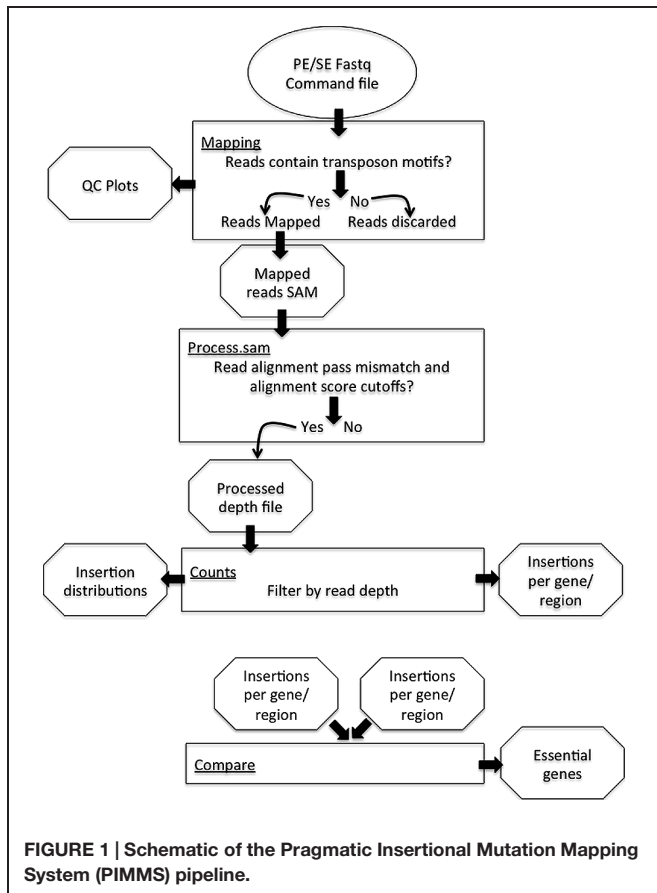 PE/SE Fastq
Command file
Mapping
Reads contain transposon motifs?
QC Plots
Yes No
Reads Mapped
Reads discarded
Mapped
reads SAM
Process.sam
Read alignment pass mismatch and
alignment score cutoffs?
Yes No
Processed
depth file
Insertion
distributions
Counts
Filter by read depth
Insertions
per gene/
region
Insertions
per gene/
region
Insertions
per gene/
region
Compare
Essential
genes
FIGURE 1 | Schematic of the Pragmatic Insertional Mutation Mapping
System (PIMMS) pipeline.